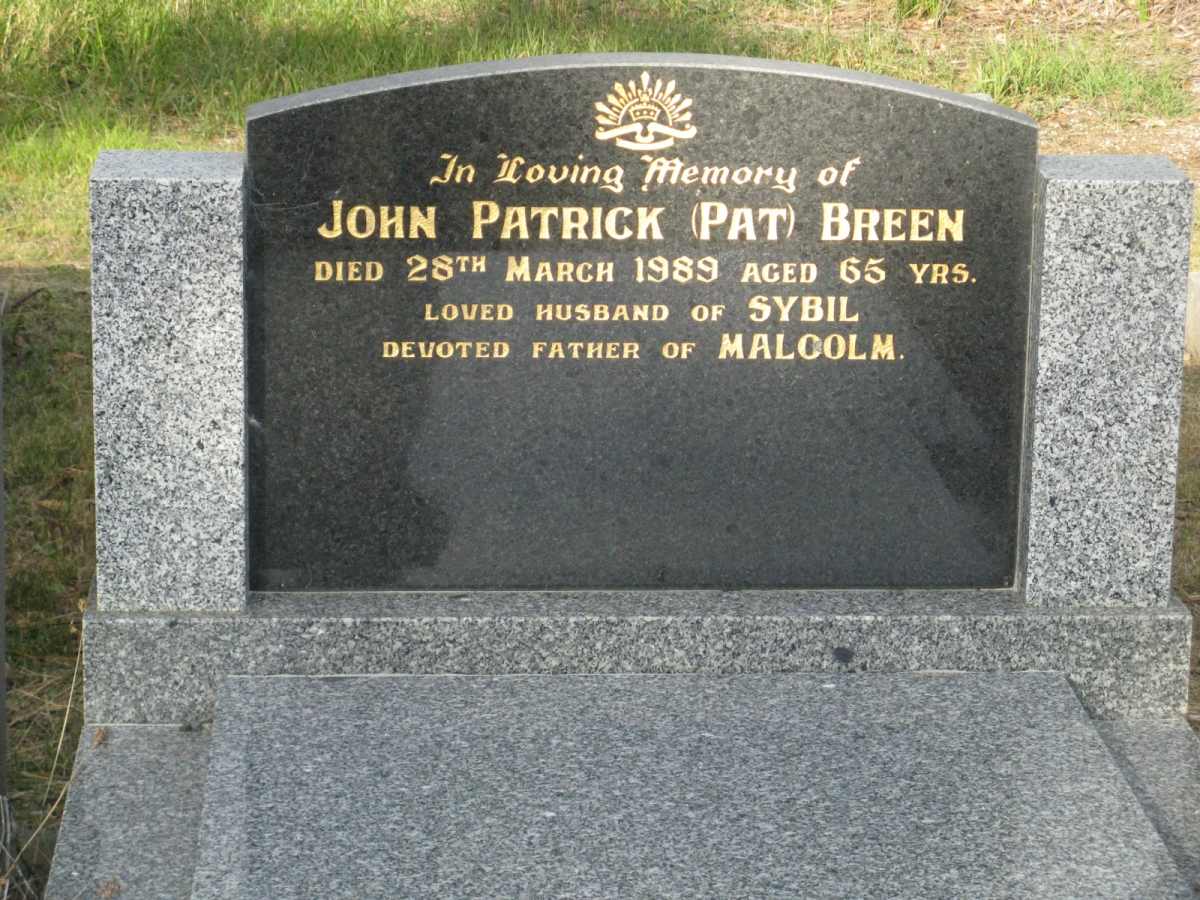 In Loving Memory of
JOHN PATRICK (PAT) BREEN
DIED 28TH MARCH 1989 AGED 65 YRS.
LOVED HUSBAND OF SYBIL
DEVOTED FATHER OF MALCOLM.